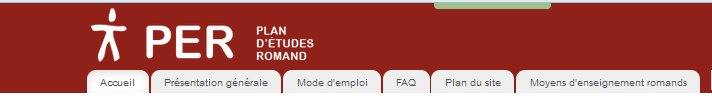 PER
PLAN
D'ÉTUDES
ROMAND
Accueil Présentation générale Mode d'emploi FAQ Plan du site Moyens d'enseignement romands